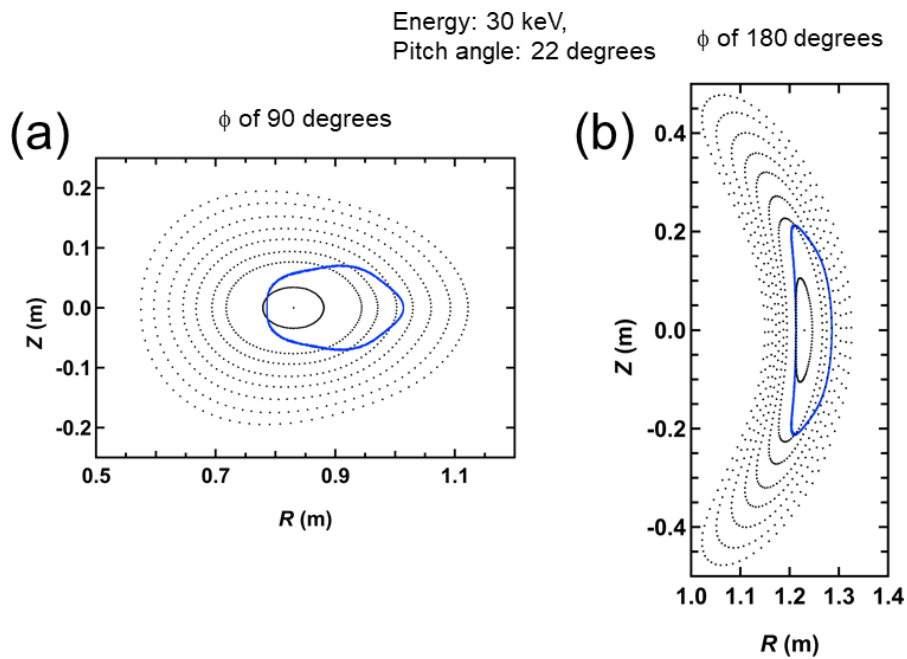 Energy: 30 keV,
Pitch angle: 22 degrees
ϕ of 180 degrees
(a)
ϕ of 90 degrees
(b)
0.2
0.1
0.0
-0.1
-0.2
Z (m)
0.5 0.7 0.9 1.1
R (m)
0.4
0.2
0.0
-0.2
-0.4
Z (m)
1.0 1.1 1.2 1.3 1.4
R (m)